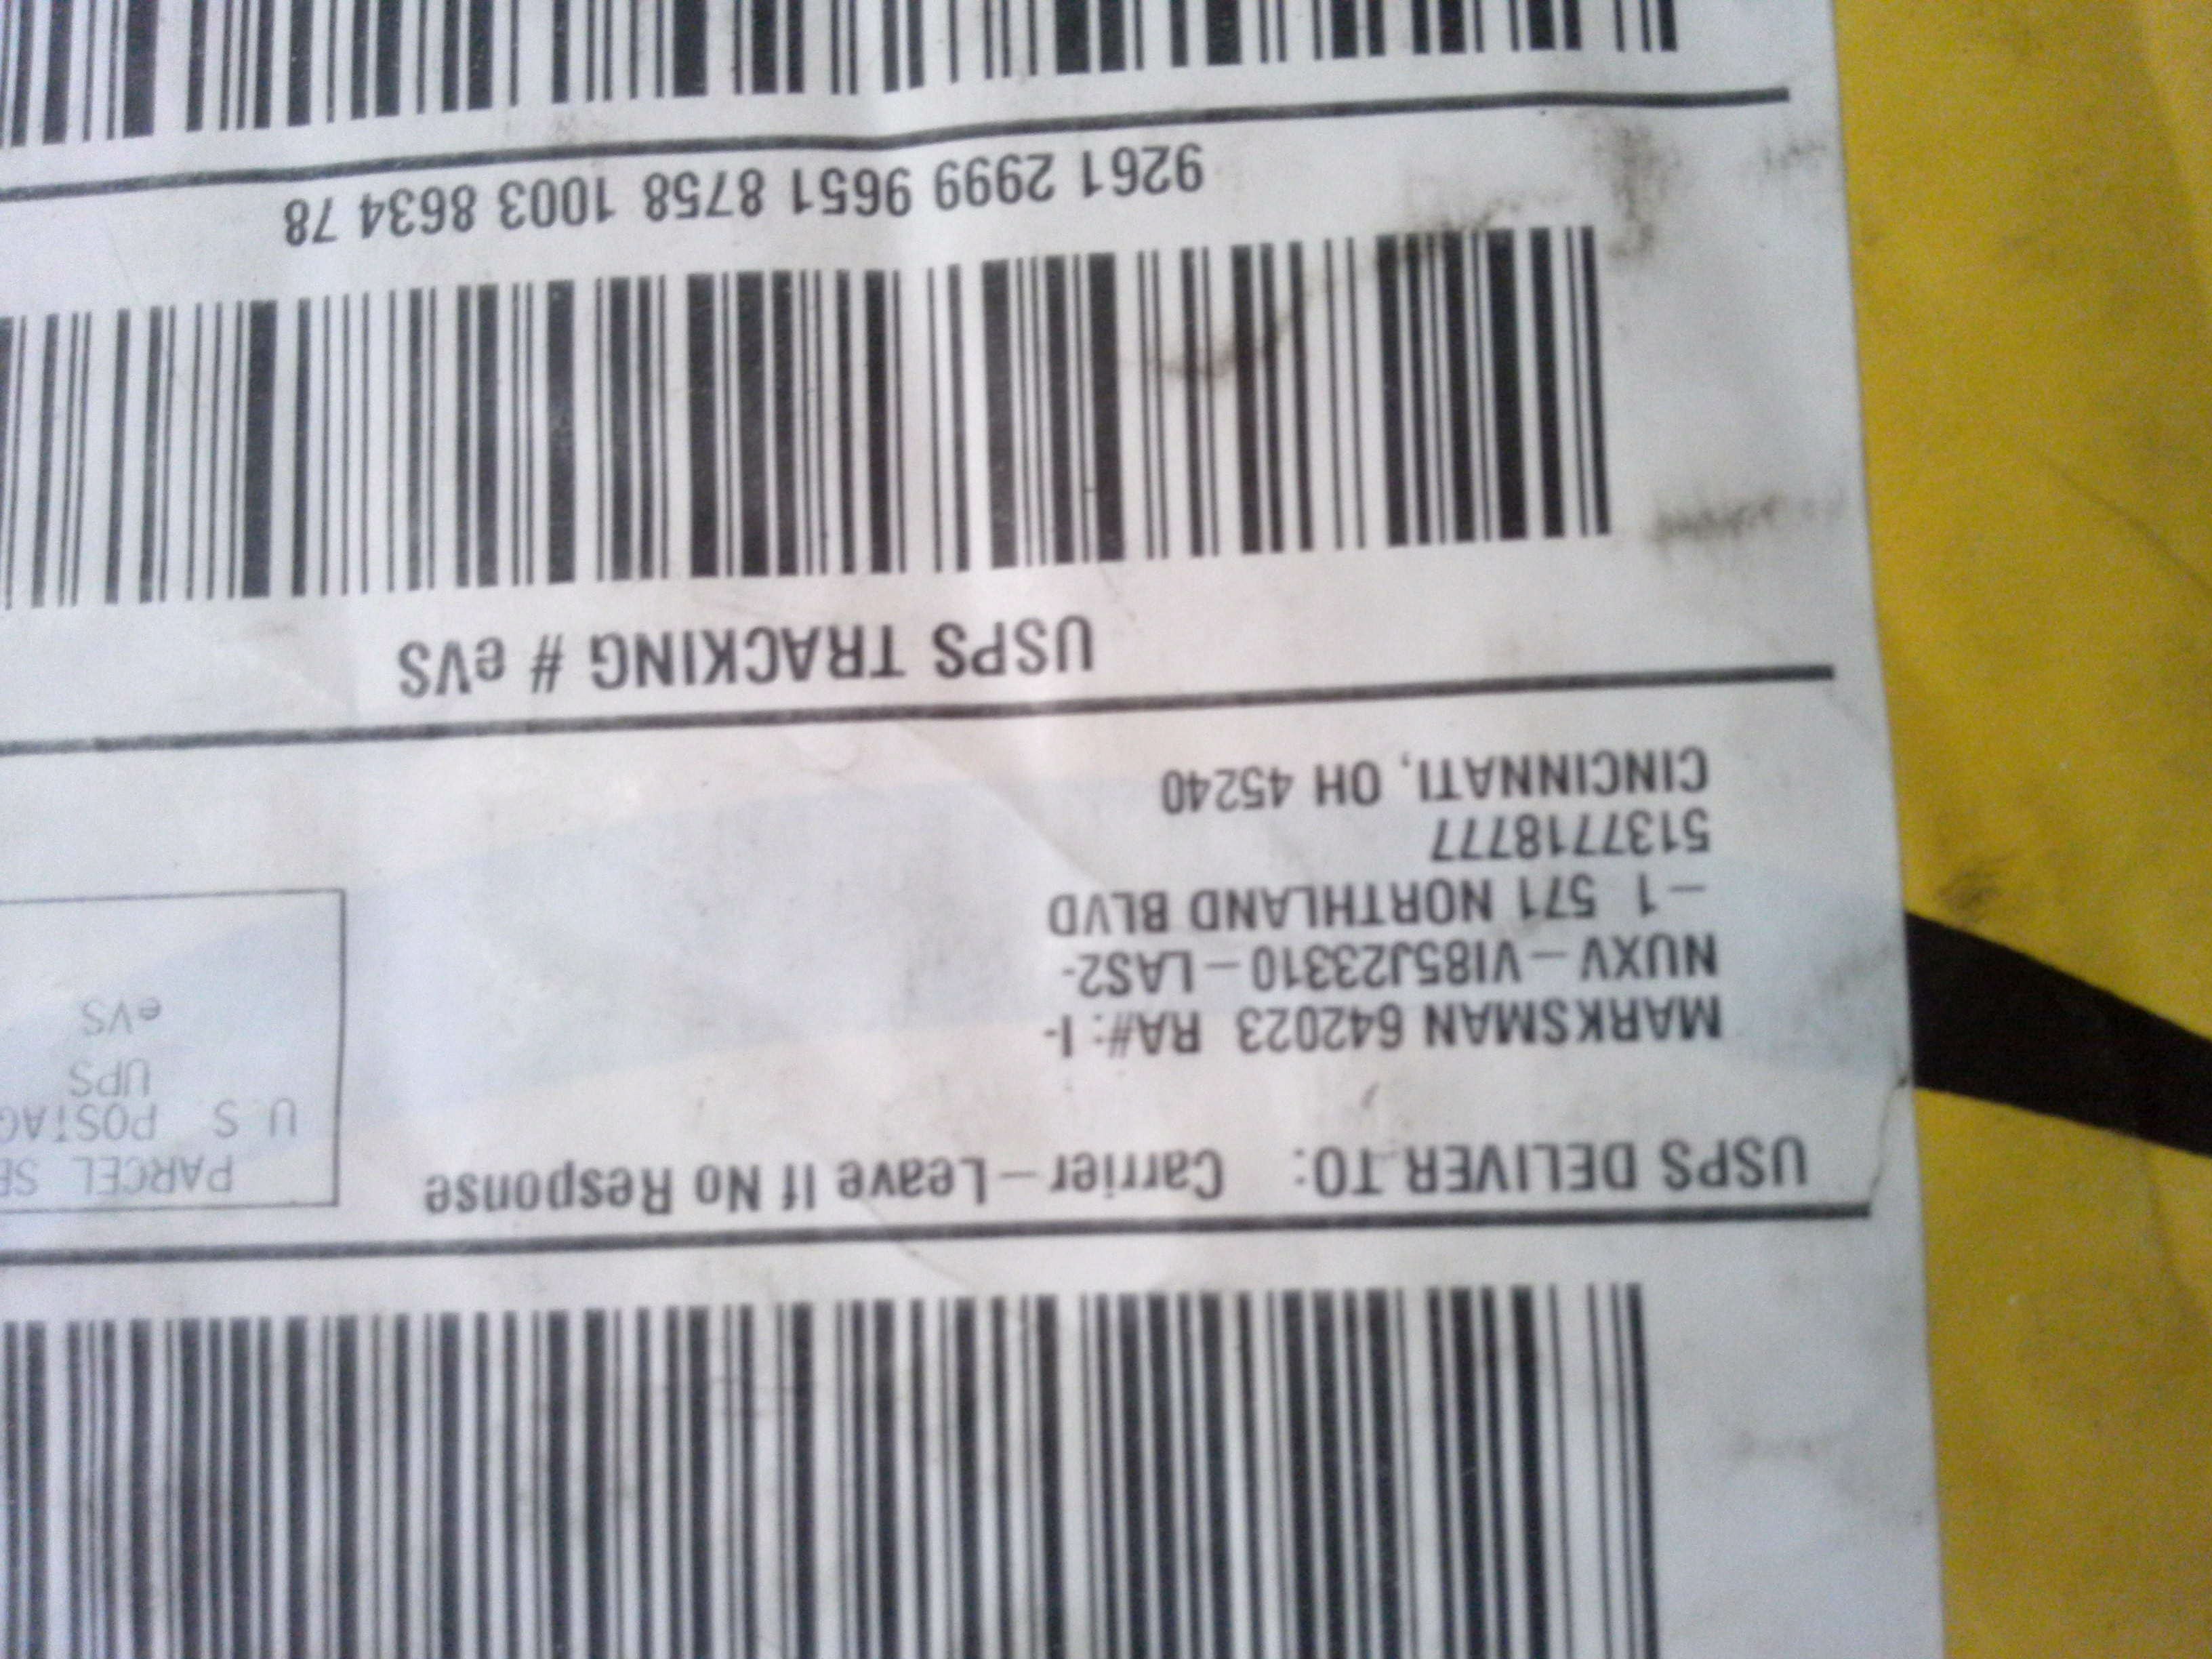 USPS DELIVER TO: Carrier – Leave If No Response
PARCEL
U S POSTAG
UPS
eVS
MARKSMAN 642023 RA#: I-
NUXV – VI85J23310 – LAS2-
– 1 571 NORTHLAND BLVD
5137718777
CINCINNATI, OH 45240
USPS TRACKING # eVS
9261 2999 9651 8758 1003 8634 78